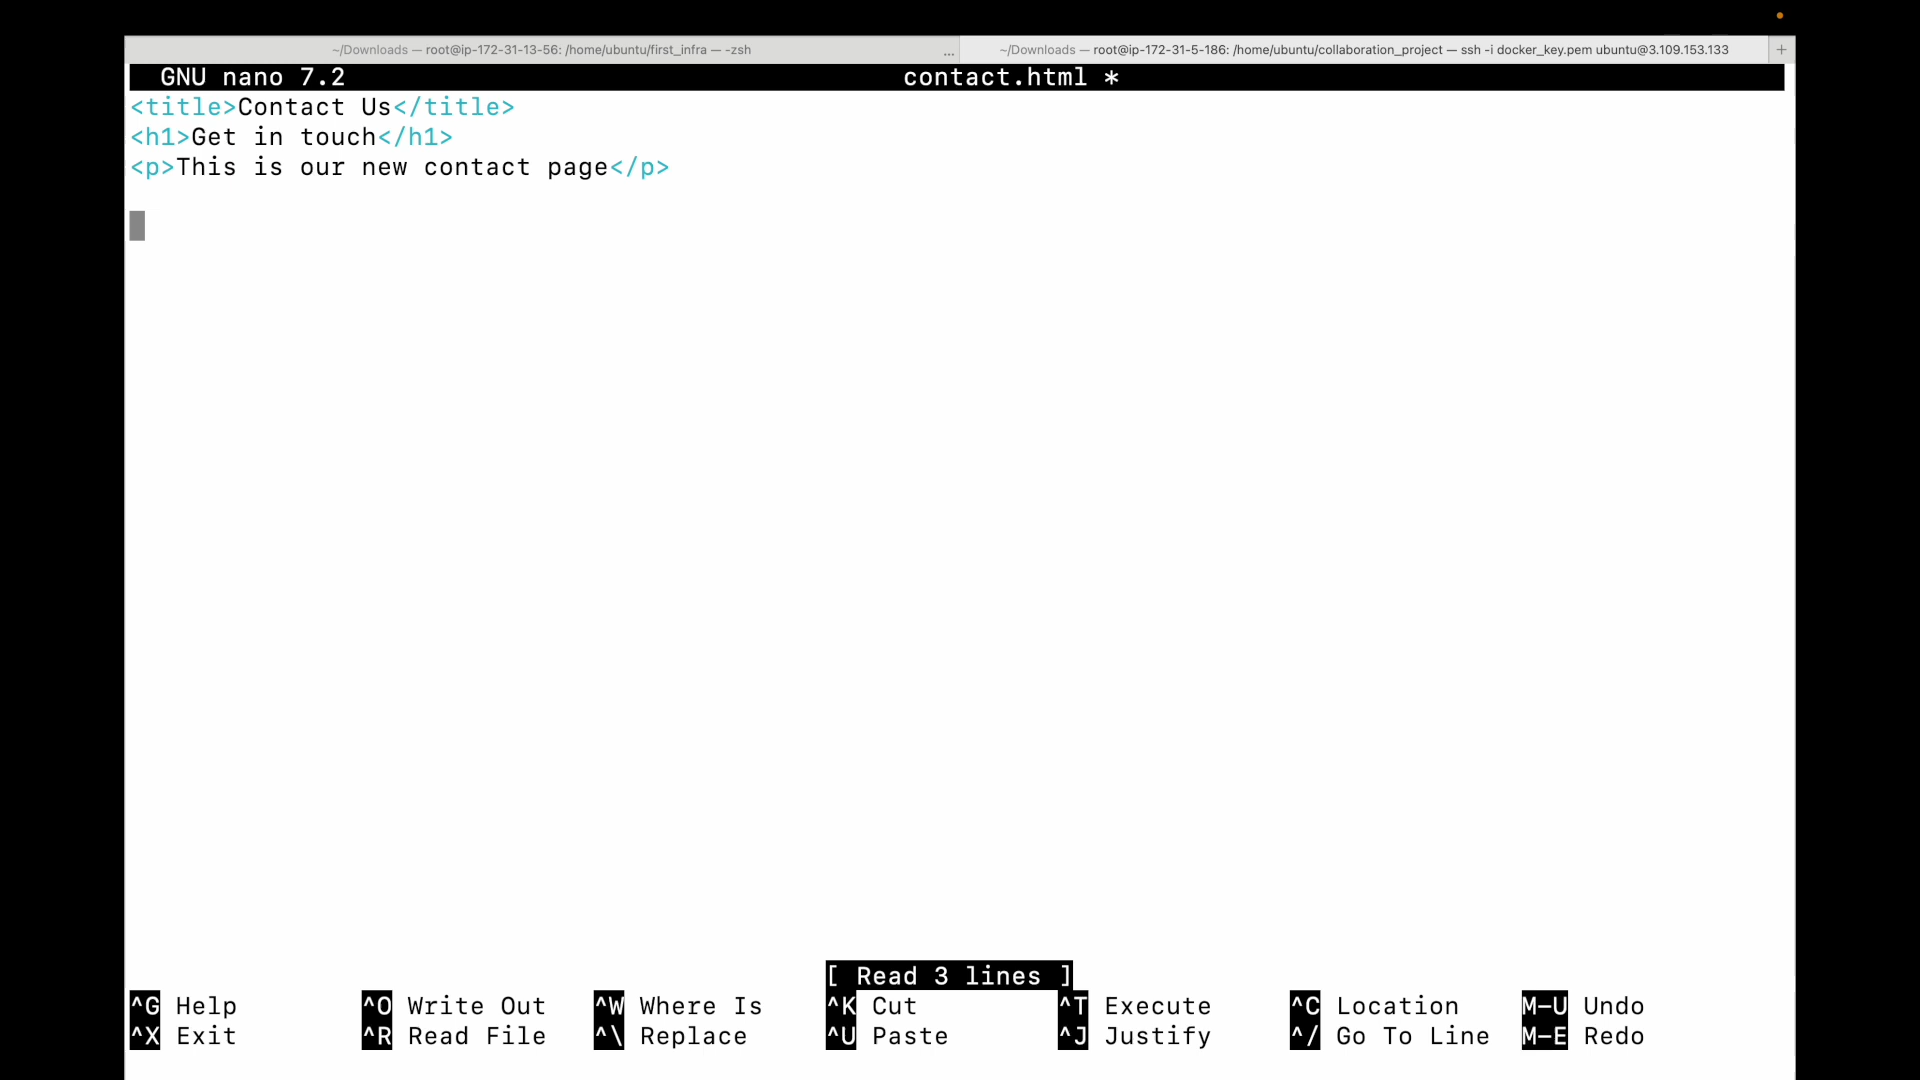 ~/Downloads — root@ip-172-31-13-56: /home/ubuntu/first_infra — -zsh ... ~/Downloads — root@ip-172-31-5-186: /home/ubuntu/collaboration_project — ssh -i docker_key.pem ubuntu@3.109.153.133 +
GNU nano 7.2 contact.html *
<title>Contact Us</title>
<h1>Get in touch</h1>
<p>This is our new contact page</p>
[ Read 3 lines ]
^G Help ^O Write Out ^W Where Is ^K Cut ^T Execute ^C Location M-U Undo
^X Exit ^R Read File ^\ Replace ^U Paste ^J Justify ^/ Go To Line M-E Redo